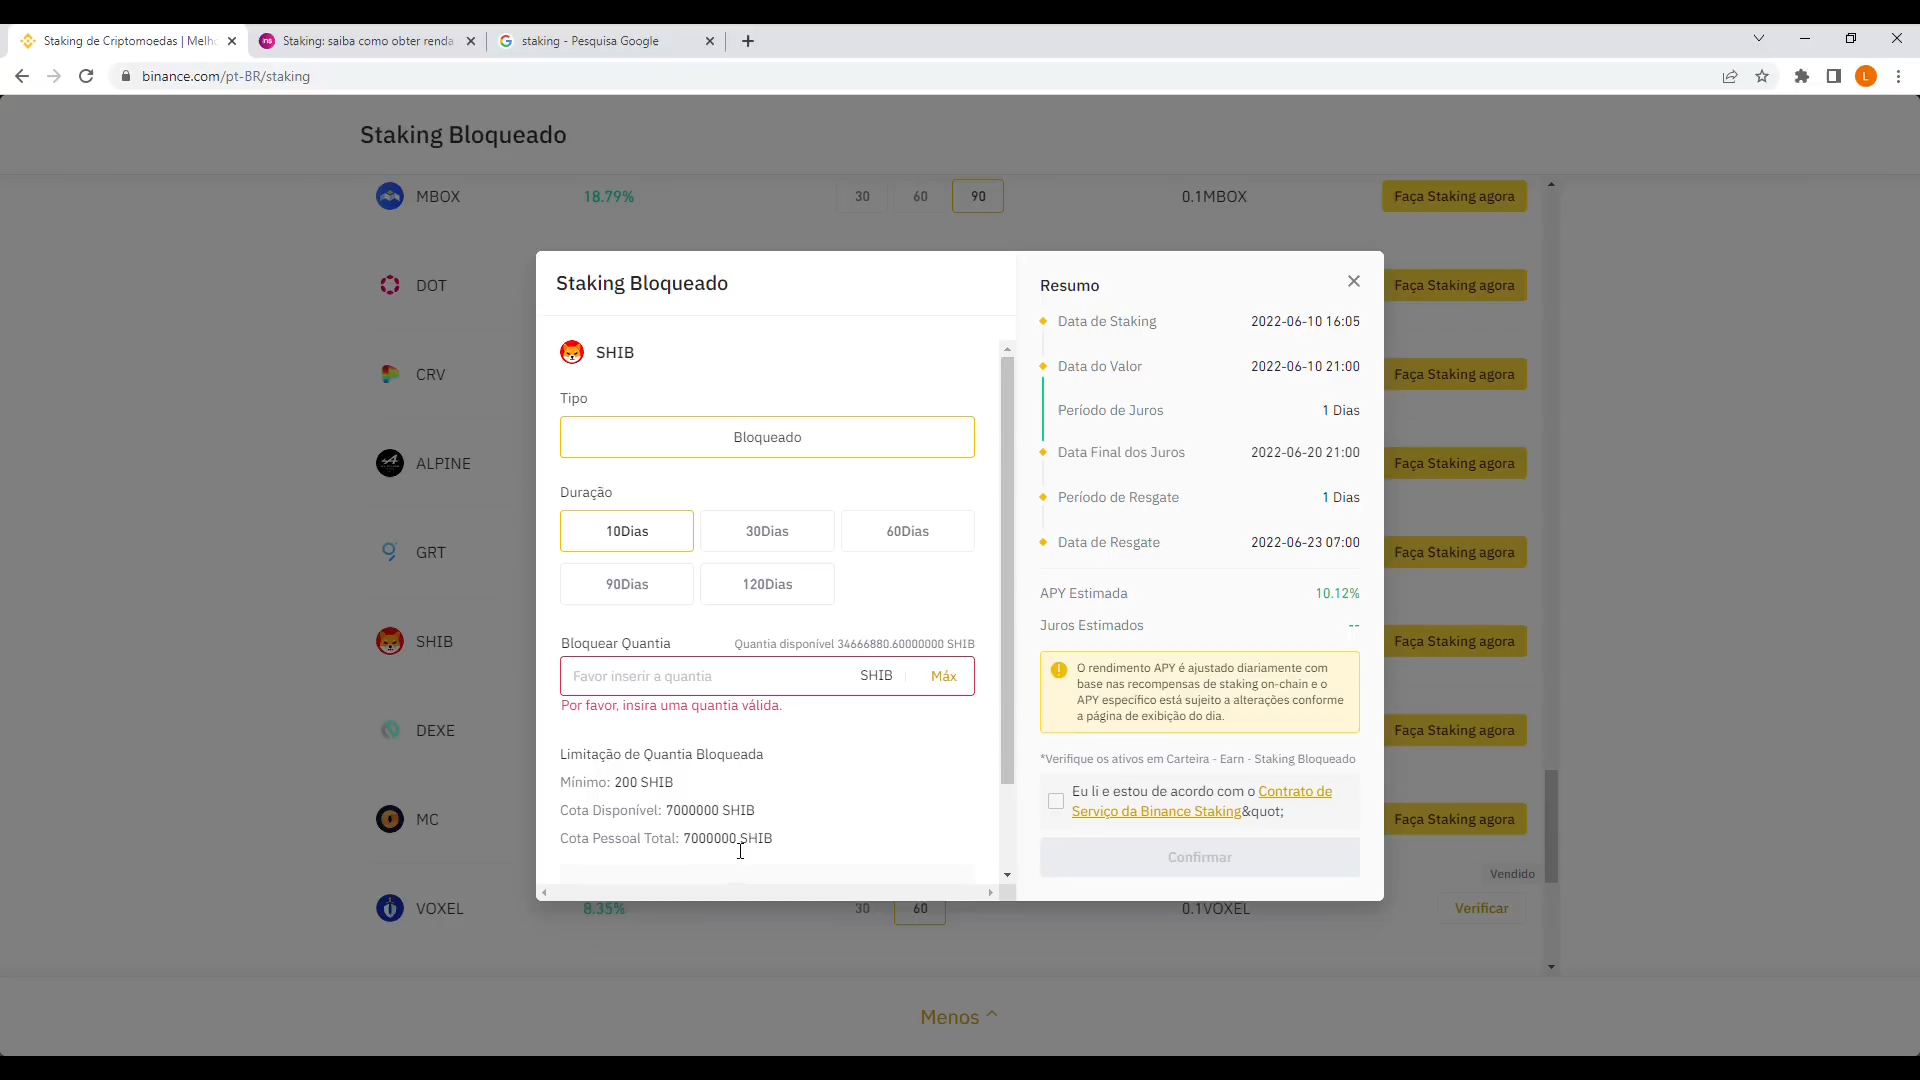 Staking de Criptomoedas | Melho
Staking: saiba como obter renda
staking - Pesquisa Google
binance.com/pt-BR/staking
L
Staking Bloqueado
MBOX 18.79% 30 60 90 0.1MBOX Faça Staking agora
DOT Faça Staking agora
CRV Faça Staking agora
ALPINE Faça Staking agora
GRT Faça Staking agora
SHIB Faça Staking agora
DEXE Faça Staking agora
MC Faça Staking agora
Vendido
VOXEL 8.35% 30 60 0.1VOXEL Verificar
Menos
Staking Bloqueado
SHIB
Tipo
Bloqueado
Duração
10Dias 30Dias 60Dias
90Dias 120Dias
Bloquear Quantia Quantia disponível 34666880.60000000 SHIB
Favor inserir a quantia SHIB Máx
Por favor, insira uma quantia válida.
Limitação de Quantia Bloqueada
Mínimo: 200 SHIB
Cota Disponível: 7000000 SHIB
Cota Pessoal Total: 7000000 SHIB
Resumo
Data de Staking 2022-06-10 16:05
Data do Valor 2022-06-10 21:00
Período de Juros 1 Dias
Data Final dos Juros 2022-06-20 21:00
Período de Resgate 1 Dias
Data de Resgate 2022-06-23 07:00
APY Estimada 10.12%
Juros Estimados --
O rendimento APY é ajustado diariamente com
base nas recompensas de staking on-chain e o
APY específico está sujeito a alterações conforme
a página de exibição do dia.
*Verifique os ativos em Carteira - Earn - Staking Bloqueado
Eu li e estou de acordo com o Contrato de
Serviço da Binance Staking&quot;
Confirmar